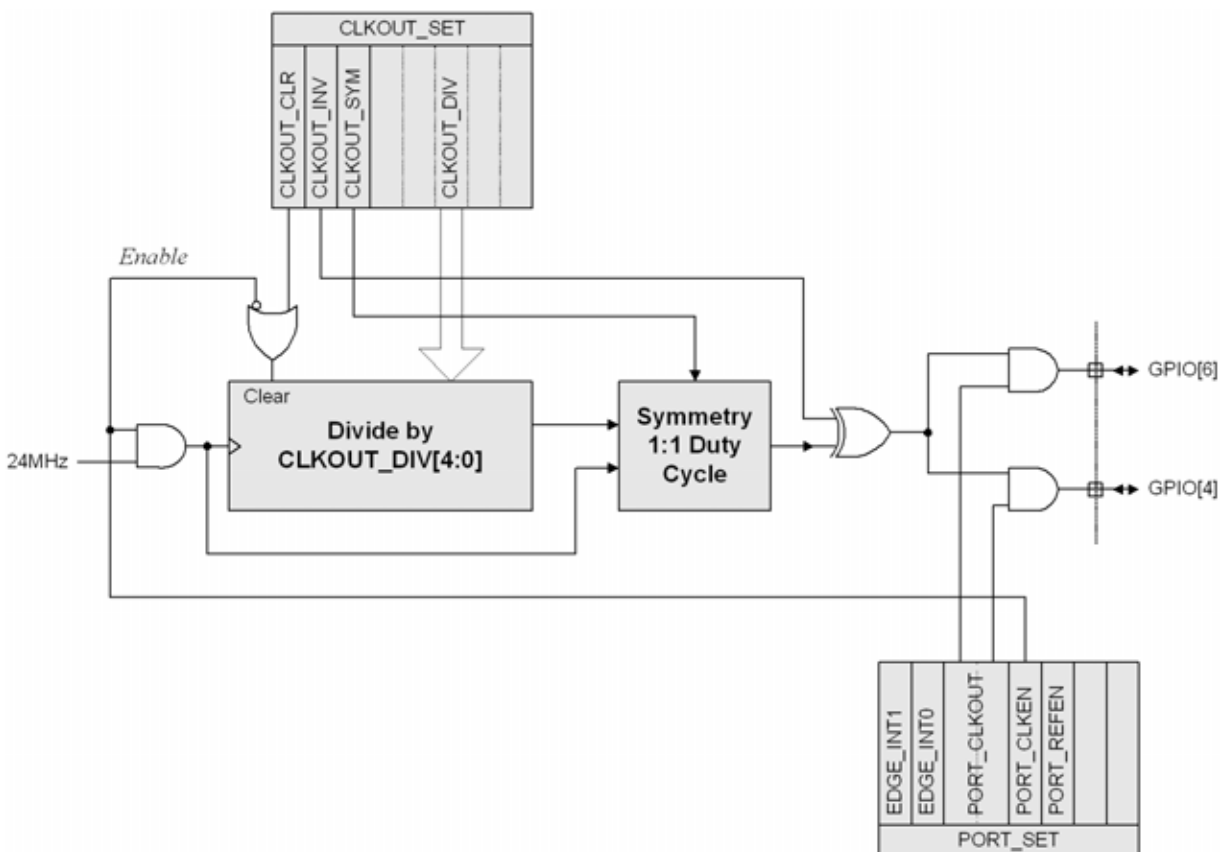 CLKOUT_SET
CLKOUT_CLR
CLKOUT_INV
CLKOUT_SYM
CLKOUT_DIV
Enable
Clear
Divide by
CLKOUT_DIV[4:0]
24MHz
Symmetry
1:1 Duty
Cycle
GPIO[6]
GPIO[4]
EDGE_INT1
EDGE_INT0
PORT_CLKOUT
PORT_CLKEN
PORT_REFEN
PORT_SET